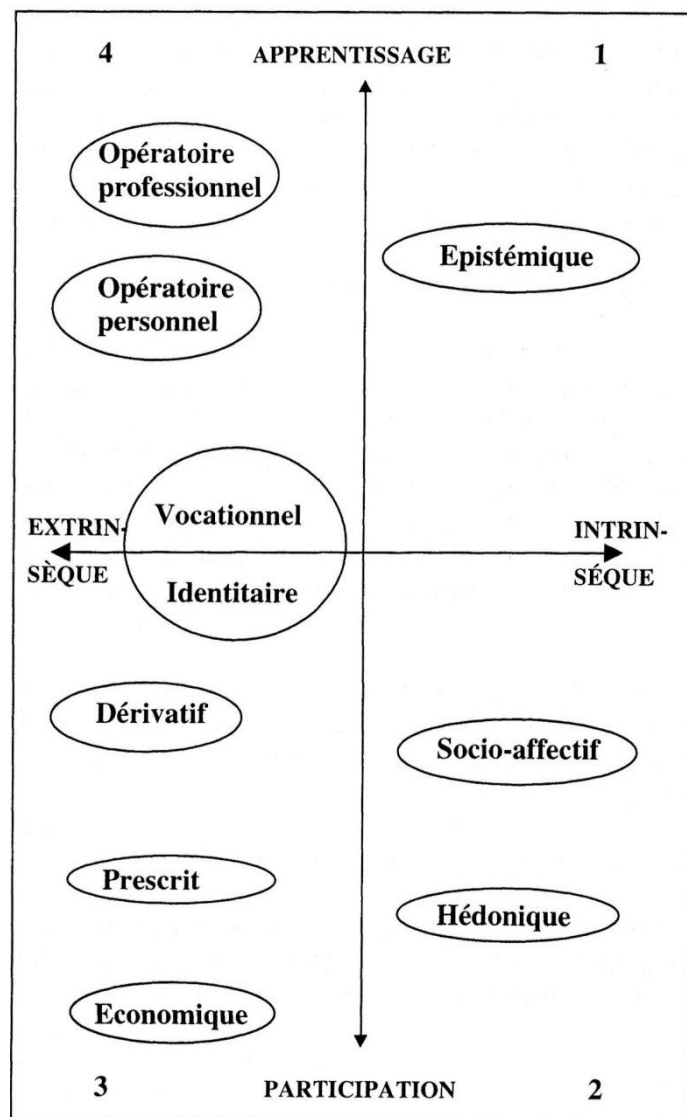 4 APPRENTISSAGE 1
Opératoire
professionnel
Epistémique
Opératoire
personnel
Vocationnel
EXTRIN-
SÈQUE
INTRIN-
SÉQUE
Identitaire
Dérivatif
Socio-affectif
Prescrit
Hédonique
Economique
3 PARTICIPATION 2